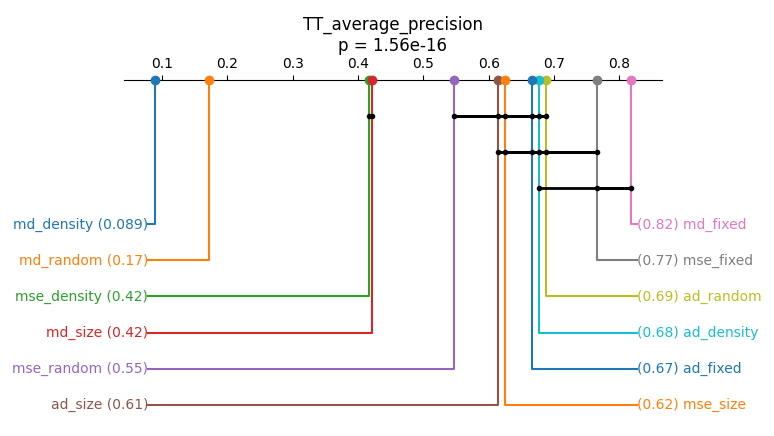 TT_average_precision
p = 1.56e-16
0.1 0.2 0.3 0.4 0.5 0.6 0.7 0.8
md_density (0.089) (0.82) md_fixed
md_random (0.17) (0.77) mse_fixed
mse_density (0.42) (0.69) ad_random
md_size (0.42) (0.68) ad_density
mse_random (0.55) (0.67) ad_fixed
ad_size (0.61) (0.62) mse_size